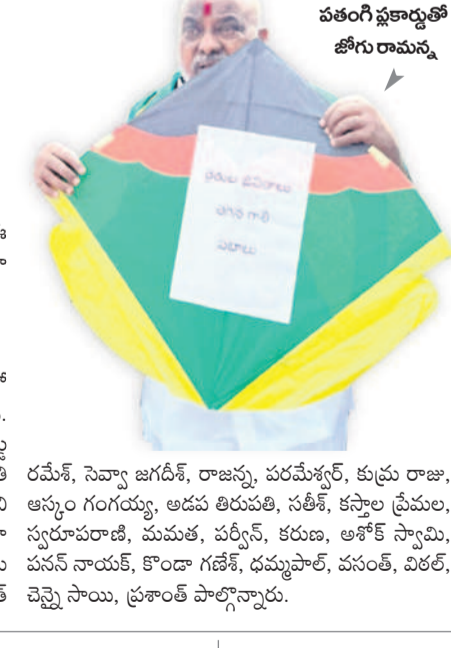 పతంగి ప్లకార్డుతో
జోగు రామన్న
రమేశ్, సెవ్వా జగదీశ్, రాజన్న, పరమేశ్వర్, కుమ్ర రాజు,
ఆస్కం గంగయ్య, అడప తిరుపతి, సతీశ్, కస్తాల ప్రేమల,
స్వరూపరాణి, మమత, పర్వీన్, కరుణ, అశోక్ స్వామి,
పనన్ నాయక్, కొండా గణేశ్, ధమ్మపాల్, వసంత్, విఠల్,
చెన్నై సాయి, ప్రశాంత్ పాల్గొన్నారు.